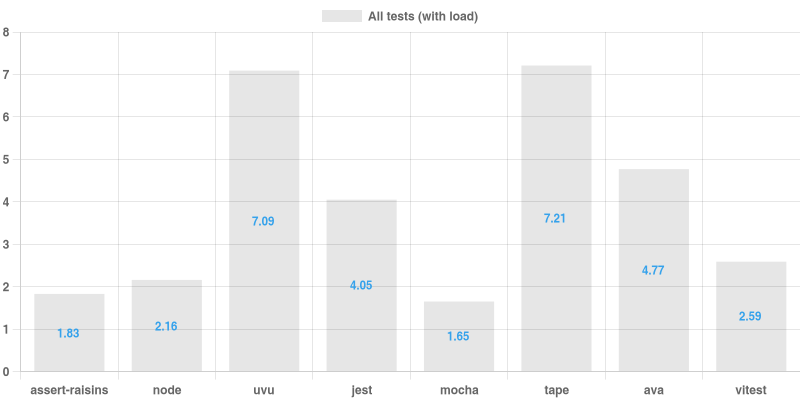 All tests (with load)
8
7
6
5
4
3
2
1
0
1.83
2.16
7.09
4.05
1.65
7.21
4.77
2.59
assert-raisins
node
uvu
jest
mocha
tape
ava
vitest